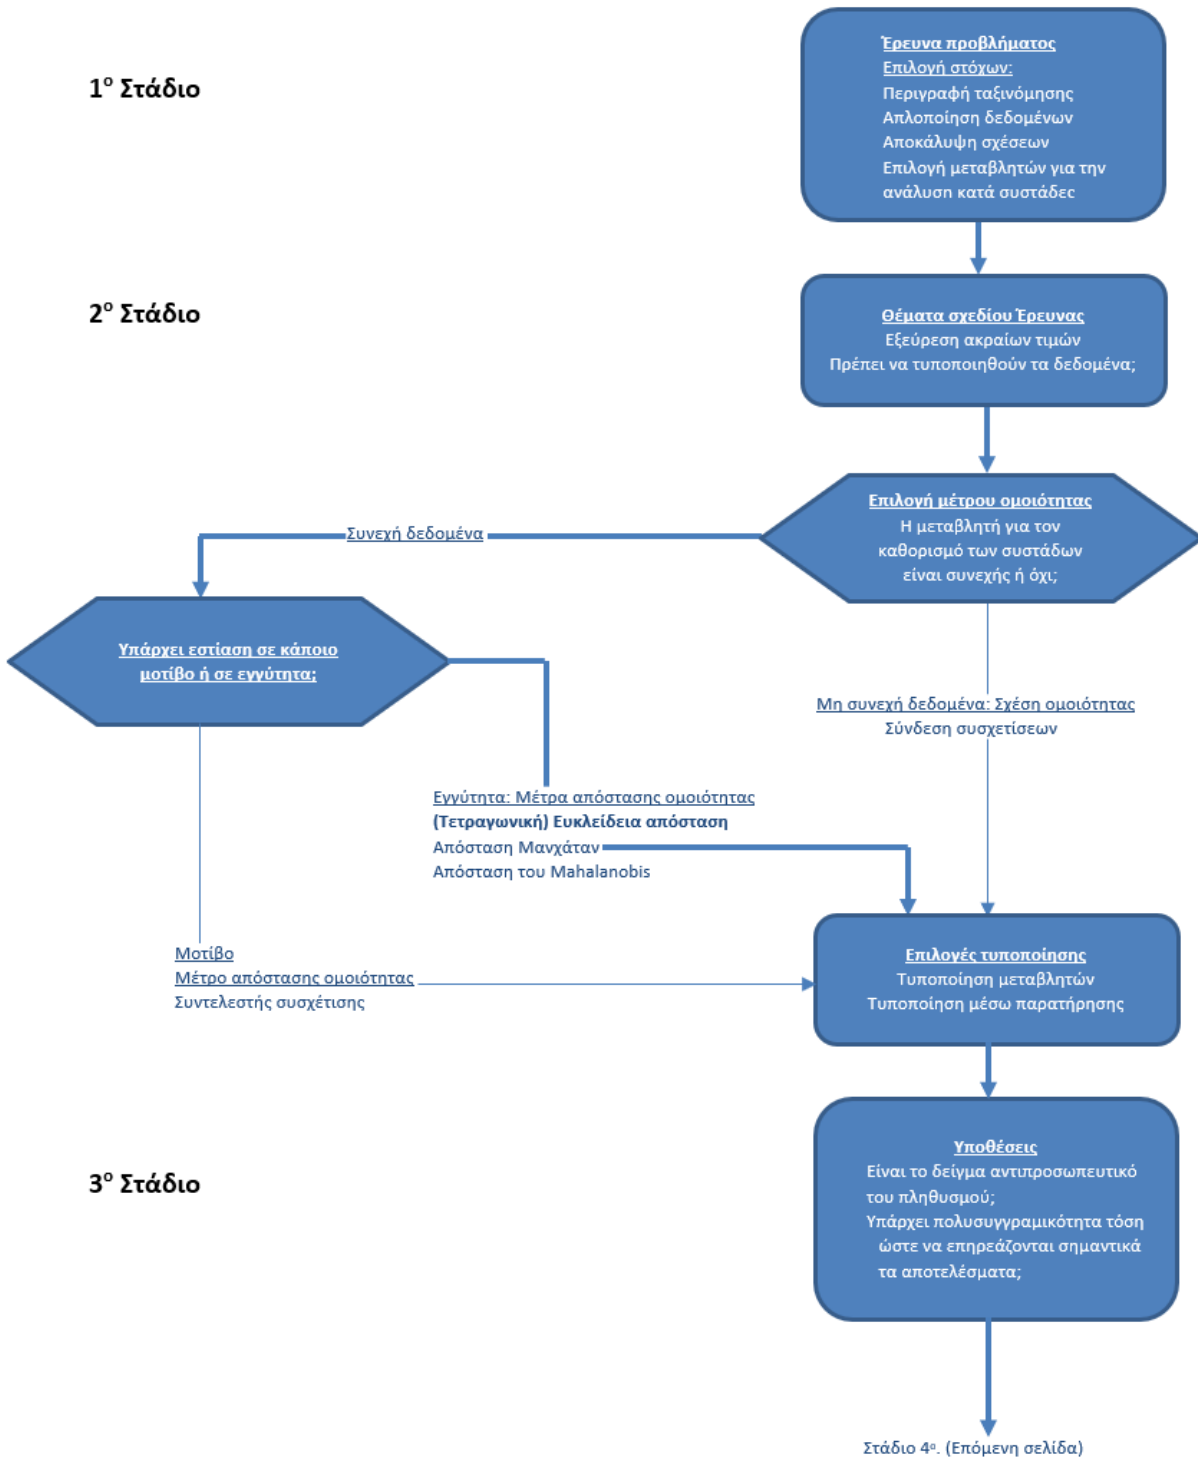 1ο Στάδιο
Έρευνα προβλήματος
Επιλογή στόχων:
Περιγραφή ταξινόμησης
Απλοποίηση δεδομένων
Αποκάλυψη σχέσεων
Επιλογή μεταβλητών για την
ανάλυση κατά συστάδες
2ο Στάδιο
Θέματα σχεδίου Έρευνας
Εξεύρεση ακραίων τιμών
Πρέπει να τυποποιηθούν τα δεδομένα;
Επιλογή μέτρου ομοιότητας
Η μεταβλητή για τον
καθορισμό των συστάδων
είναι συνεχής ή όχι;
Συνεχή δεδομένα
Υπάρχει εστίαση σε κάποιο
μοτίβο ή σε εγγύτητα;
Μη συνεχή δεδομένα: Σχέση ομοιότητας
Σύνδεση συσχετίσεων
Εγγύτητα: Μέτρα απόστασης ομοιότητας
(Τετραγωνική) Ευκλείδεια απόσταση
Απόσταση Μανχάταν
Απόσταση του Mahalanobis
Μοτίβο
Μέτρο απόστασης ομοιότητας
Συντελεστής συσχέτισης
Επιλογές τυποποίησης
Τυποποίηση μεταβλητών
Τυποποίηση μέσω παρατήρησης
3ο Στάδιο
Υποθέσεις
Είναι το δείγμα αντιπροσωπευτικό
του πληθυσμού;
Υπάρχει πολυσυγγραμικότητα τόση
ώστε να επηρεάζονται σημαντικά
τα αποτελέσματα;
Στάδιο 4ο. (Επόμενη σελίδα)